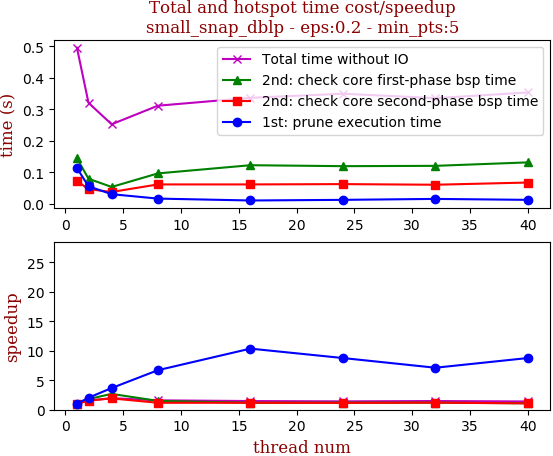 Total and hotspot time cost/speedup
small_snap_dblp - eps:0.2 - min_pts:5
time (s)
0.5
0.4
0.3
0.2
0.1
0.0
Total time without IO
2nd: check core first-phase bsp time
2nd: check core second-phase bsp time
1st: prune execution time
0 5 10 15 20 25 30 35 40
speedup
25
20
15
10
5
0
0 5 10 15 20 25 30 35 40
thread num